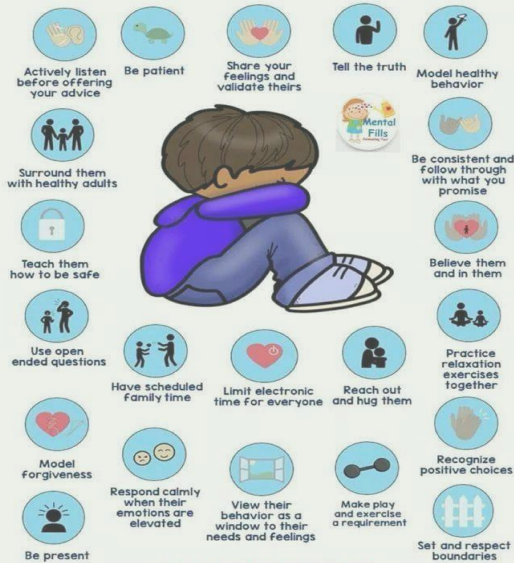 Actively listen
before offering
your advice
Be patient
Share your
feelings and
validate theirs
Tell the truth
Model healthy
behavior
Mental
Fills
Surround them
with healthy adults
Be consistent and
follow through
with what you
promise
Teach them
how to be safe
Believe them
and in them
Use open
ended questions
Have scheduled
family time
Limit electronic
time for everyone
Reach out
and hug them
Practice
relaxation
exercises
together
Model
forgiveness
Respond calmly
when their
emotions are
elevated
View their
behavior as a
window to their
needs and feelings
Make play
and exercise
a requirement
Recognize
positive choices
Be present
Set and respect
boundaries